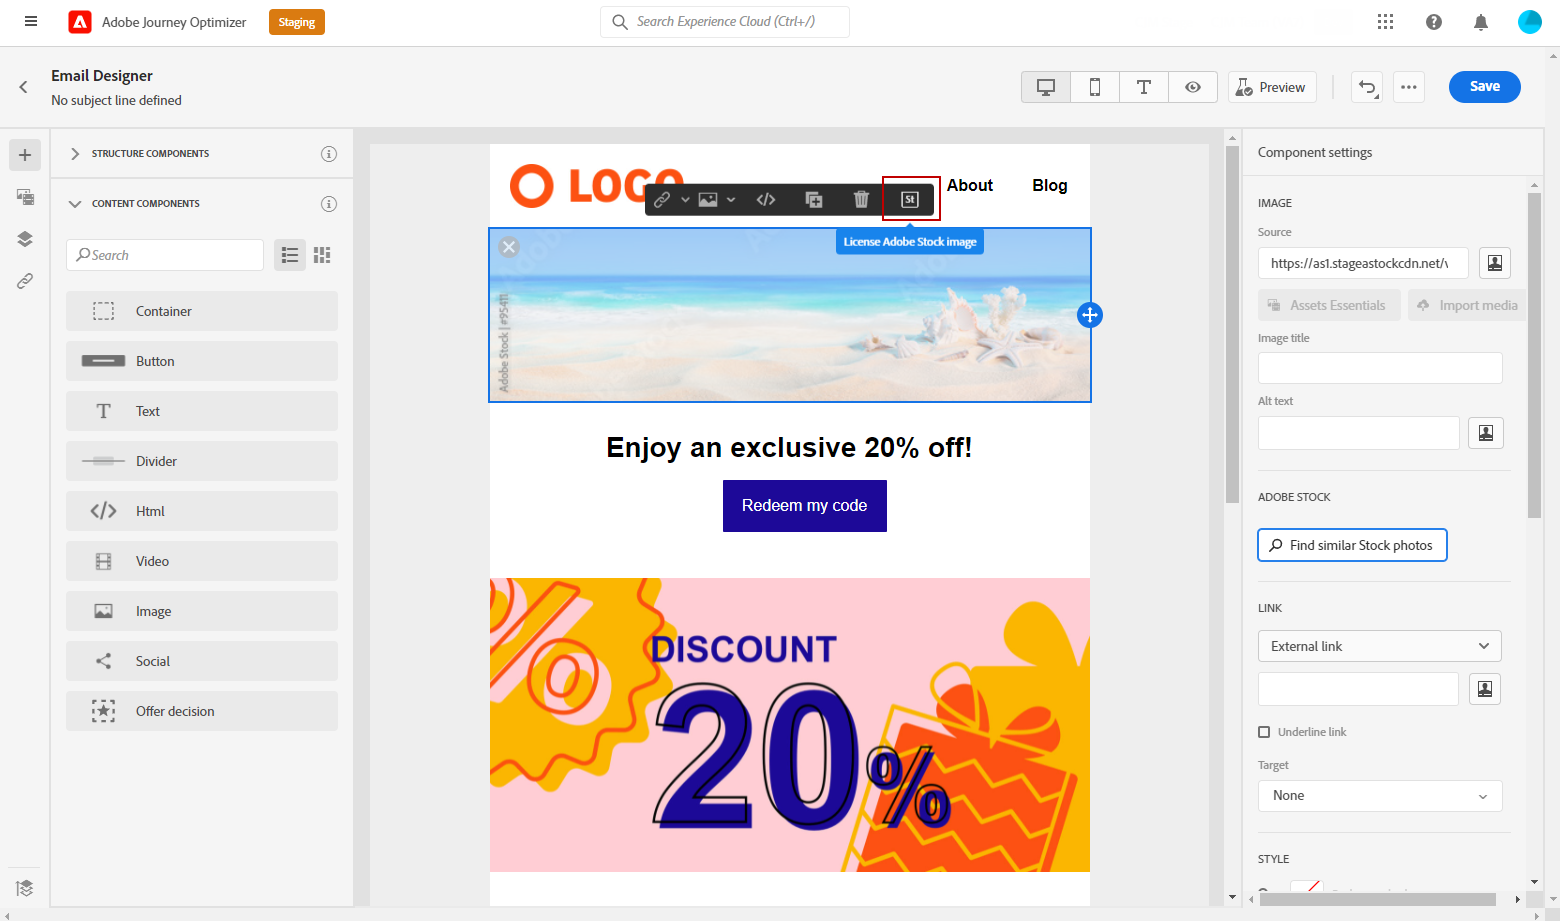 Adobe Journey Optimizer
Staging
Search Experience Cloud (Ctrl+/)
Email Designer
No subject line defined
Preview
Save
STRUCTURE COMPONENTS
CONTENT COMPONENTS
Search
Container
Button
Text
Divider
Html
Video
Image
Social
Offer decision
LOGO
About
Blog
St
License Adobe Stock image
Adobe Stock | #95411
Enjoy an exclusive 20% off!
Redeem my code
%
DISCOUNT
20%
Component settings
IMAGE
Source
https://as1.stageastockcdn.net/v
Assets Essentials
Import media
Image title
Alt text
ADOBE STOCK
Find similar Stock photos
LINK
External link
Underline link
Target
None
STYLE